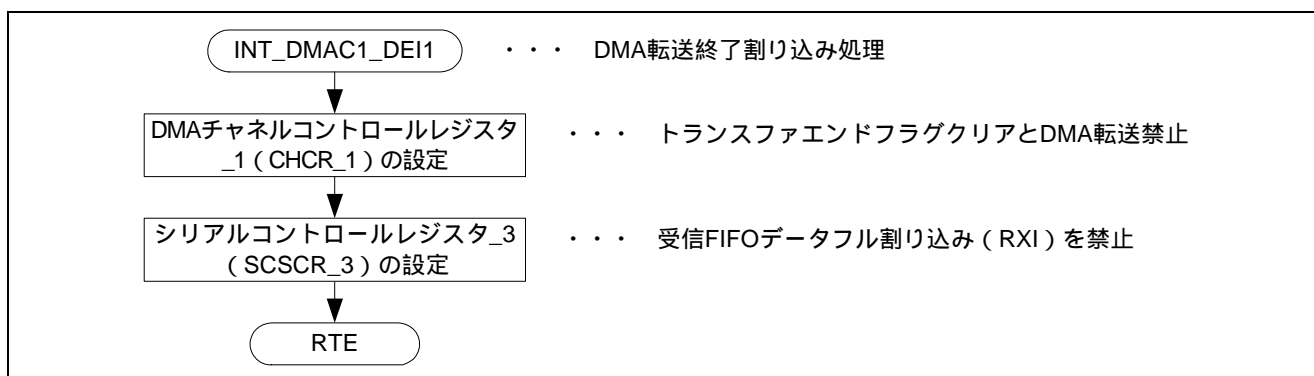 INT_DMAC1_DEI1 ・・・ DMA転送終了割り込み処理
DMAチャネルコントロールレジスタ
_1（CHCR_1）の設定
・・・ トランスファエンドフラグクリアとDMA転送禁止
シリアルコントロールレジスタ_3
（SCSCR_3）の設定
・・・ 受信FIFOデータフル割り込み（RXI）を禁止
RTE